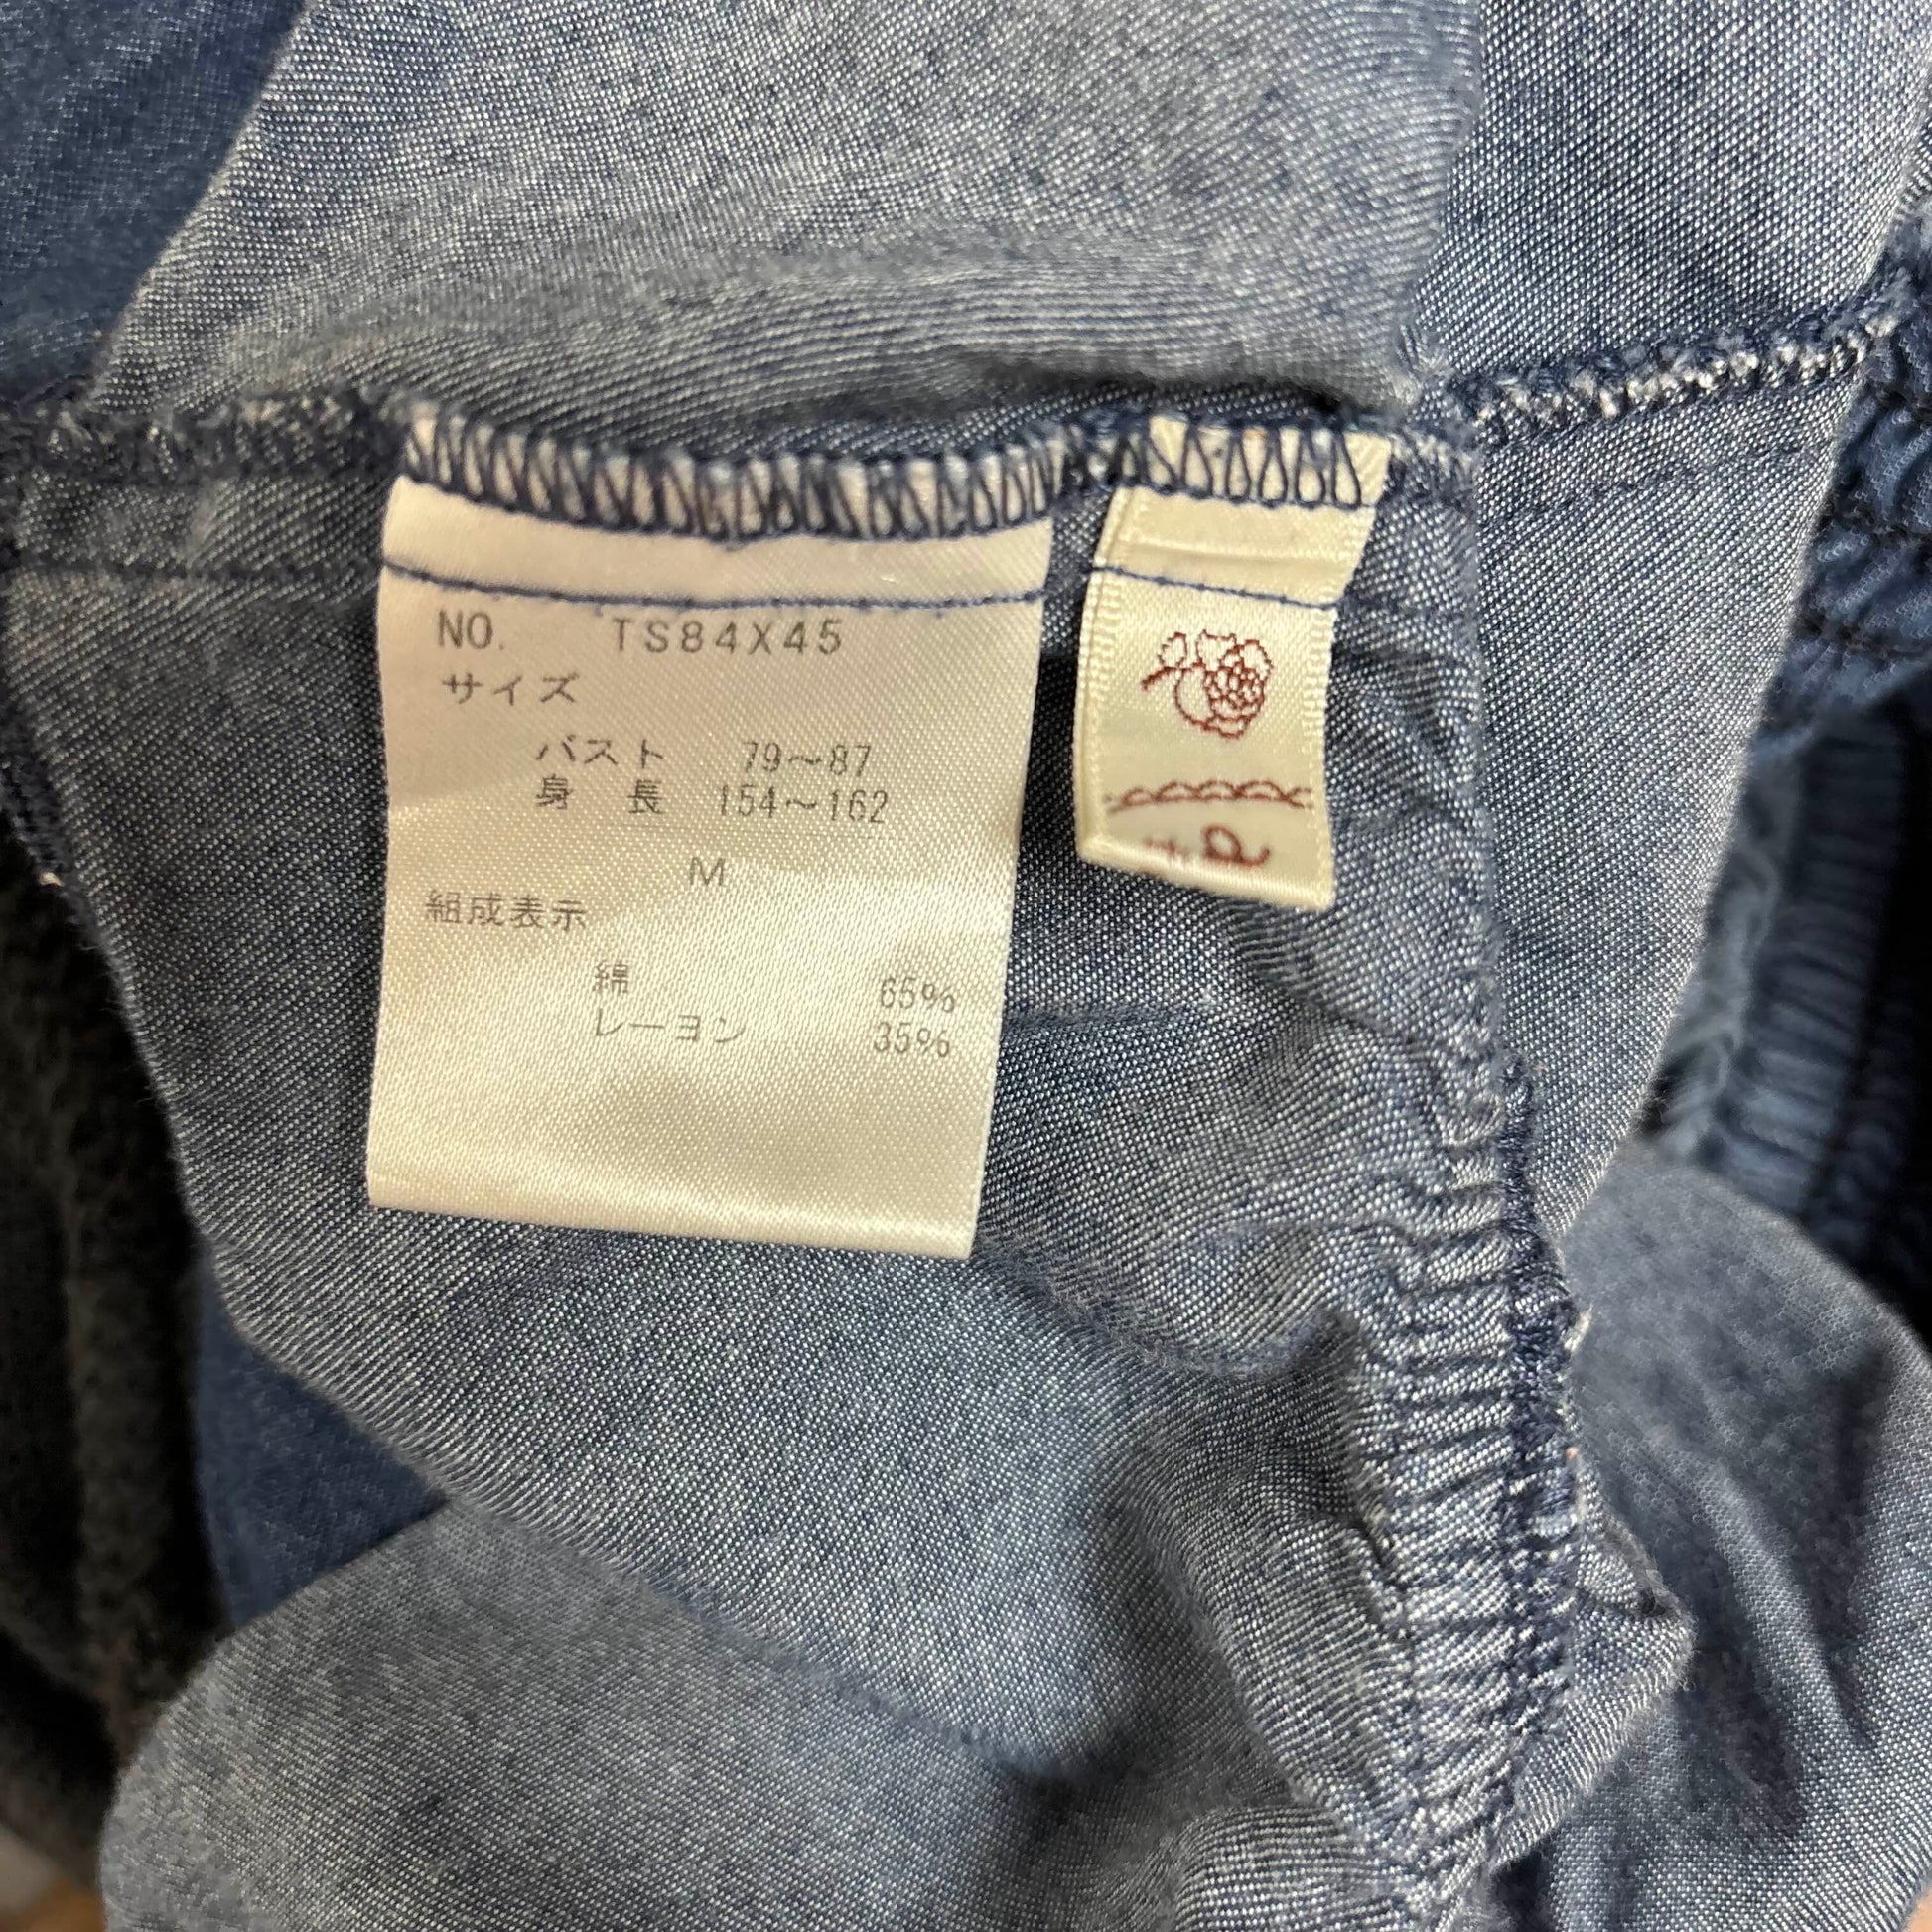 NO. TS84X45
サイズ
バスト 79～87
身 長 154～162
M
組成表示
綿 65%
レーヨン 35%